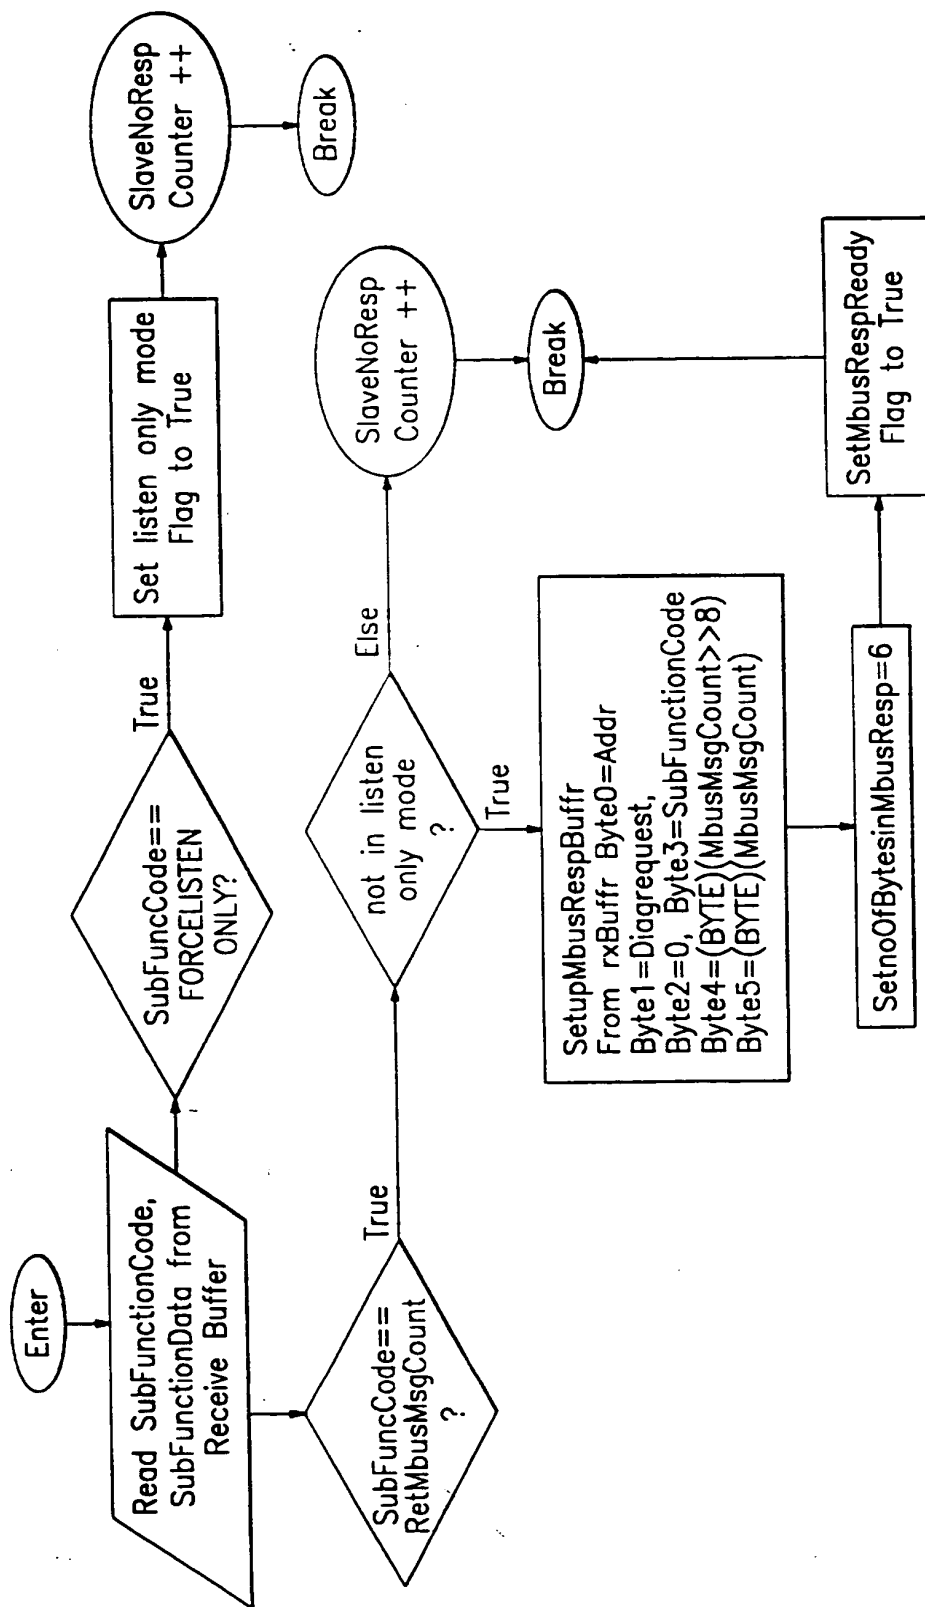 Enter
Read SubFunctionCode,
SubFunctionData from
Receive Buffer
SubFuncCode==
FORCELISTEN
ONLY?
True
Set listen only mode
Flag to True
SlaveNoResp
Counter ++
Break
SubFuncCode==
RetMbusMsgCount
?
True
not in listen
only mode
?
Else
SlaveNoResp
Counter ++
Break
True
SetupMbusRespBuffr
From rxBuffr Byte0=Addr
Byte1=Diagrequest,
Byte2=0, Byte3=SubFunctionCode
Byte4=(BYTE)(MbusMsgCount>>8)
Byte5=(BYTE)(MbusMsgCount)
SetnoOfBytesinMbusResp=6
SetMbusRespReady
Flag to True